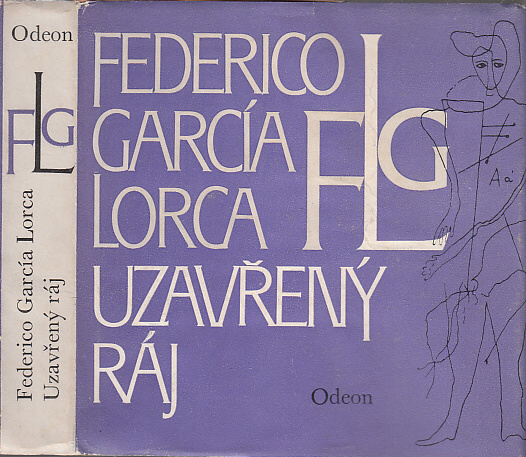 Odeon
FLG
Federico García Lorca
Uzavřený ráj
FEDERICO
GARCÍA
LORCA
FLG
UZAVŘENÝ
RÁJ
Odeon